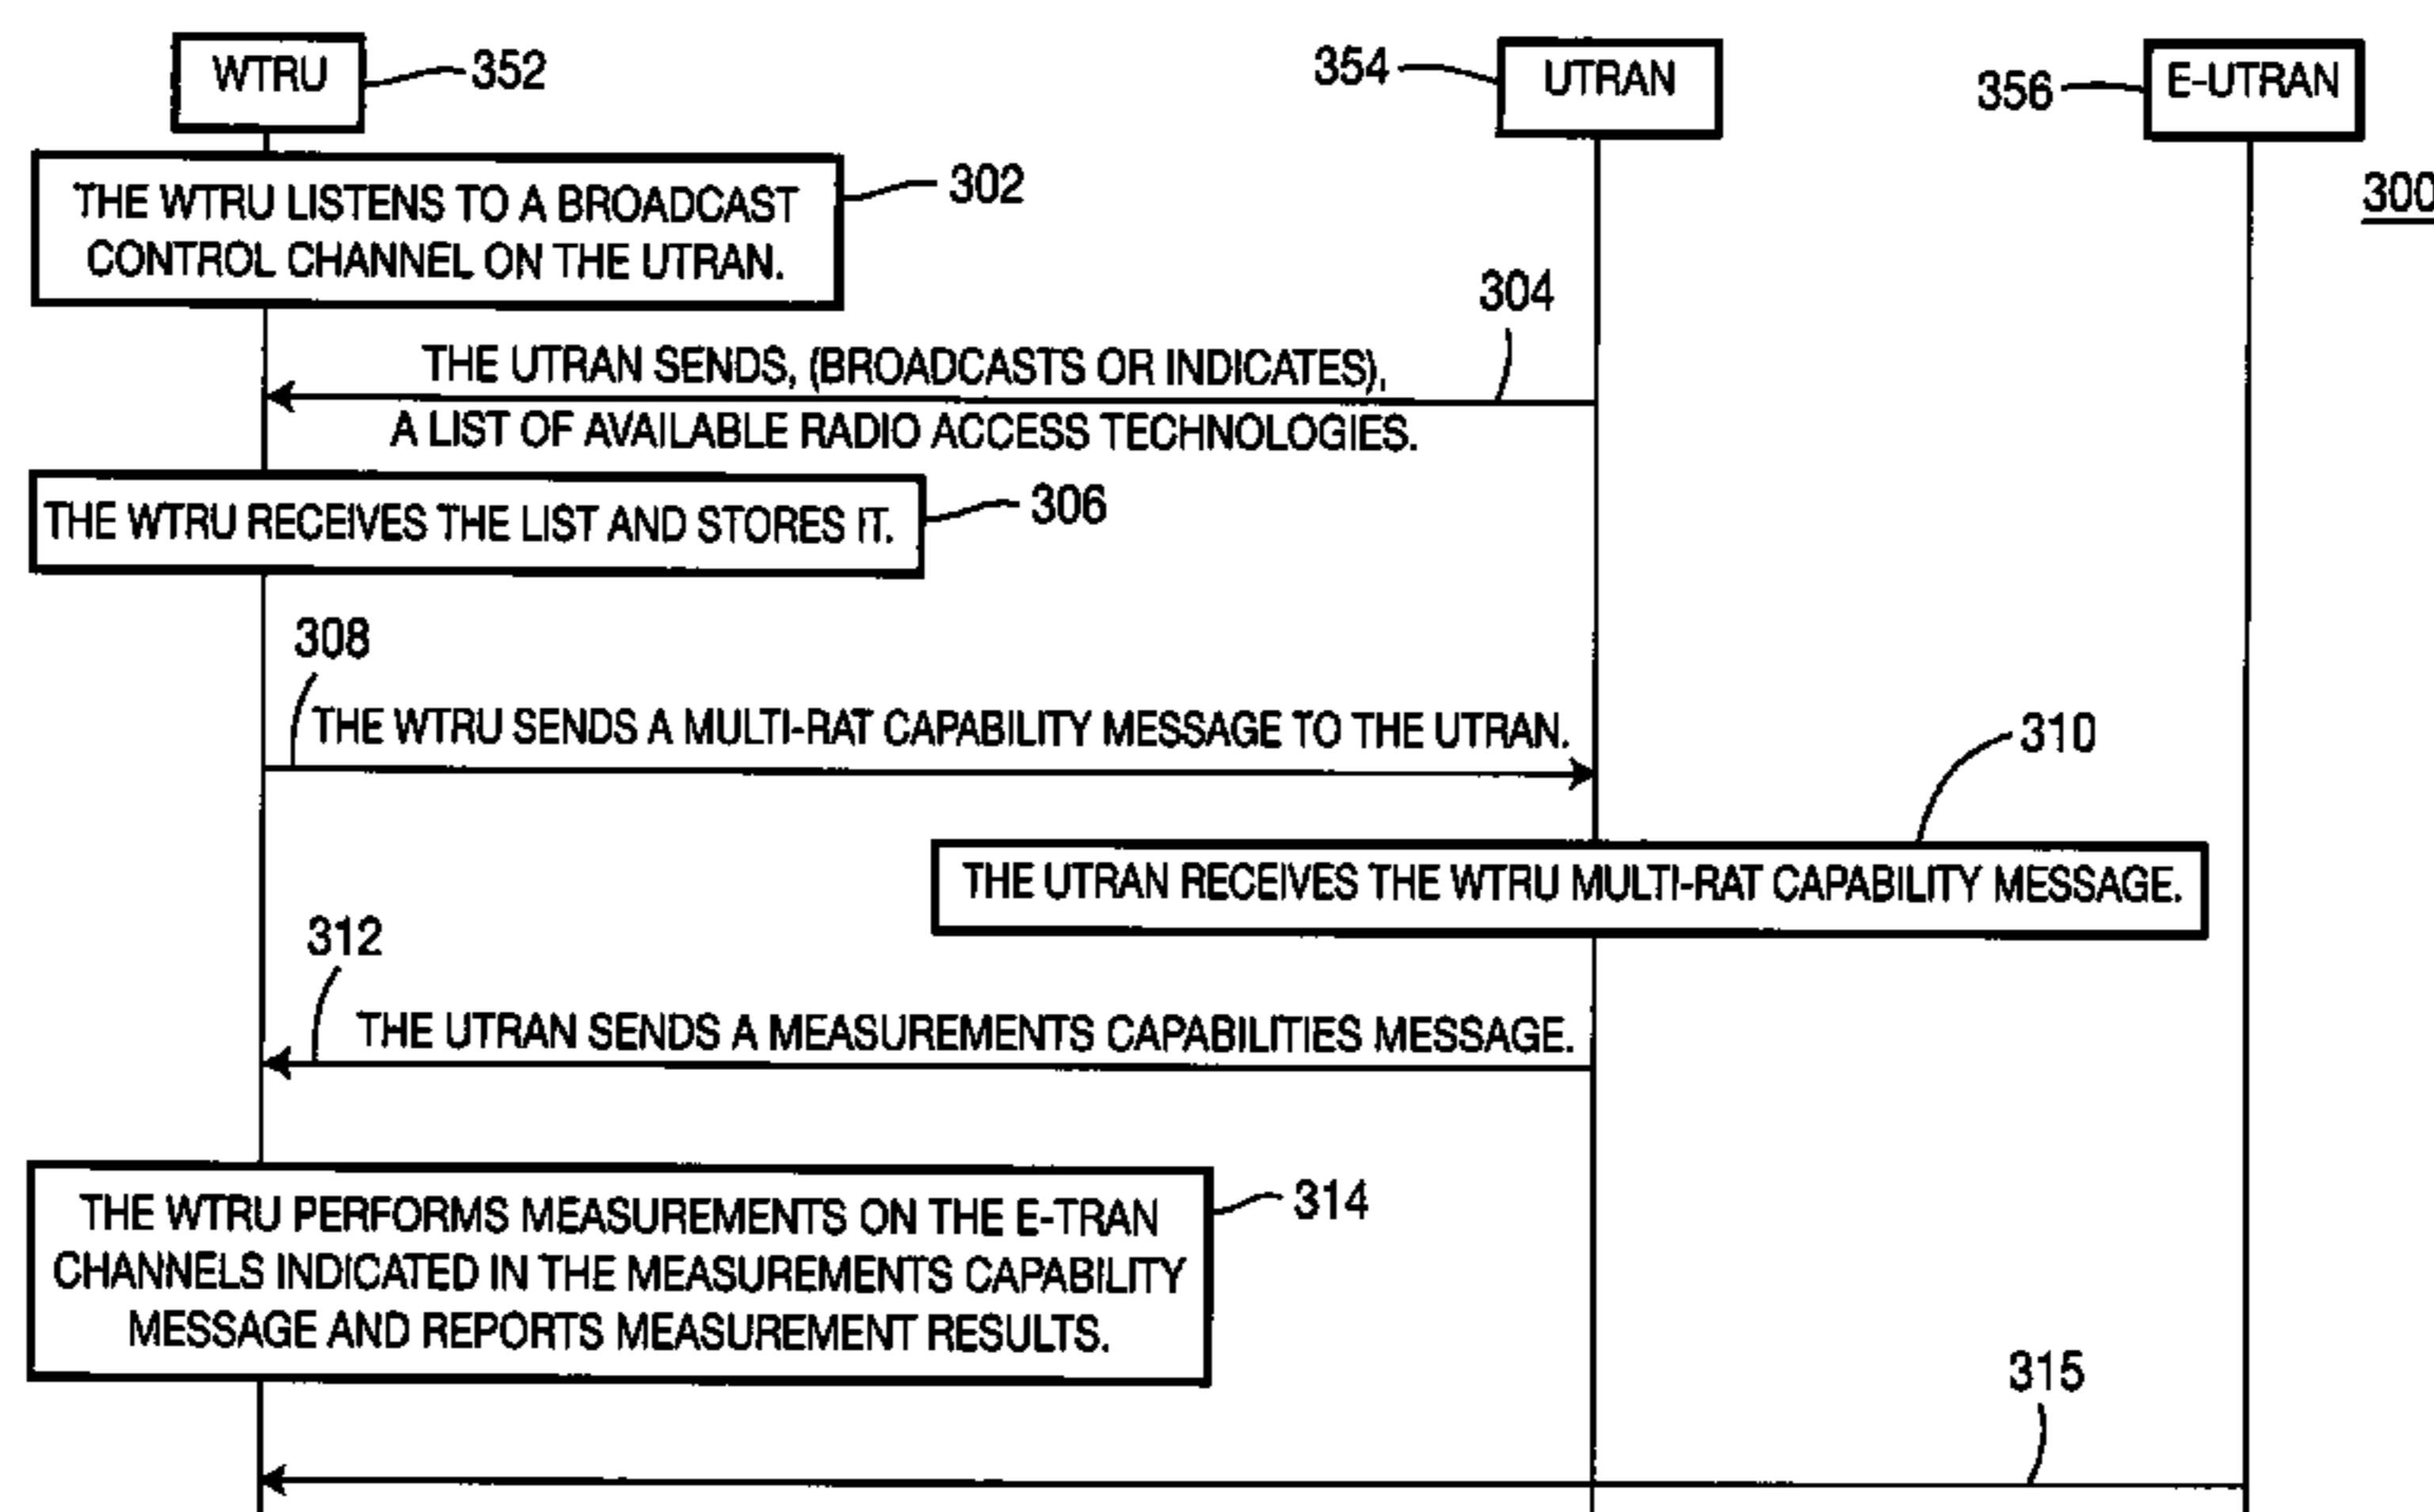 WTRU
352
354
UTRAN
356
E-UTRAN
300
THE WTRU LISTENS TO A BROADCAST
CONTROL CHANNEL ON THE UTRAN.
302
304
THE UTRAN SENDS, (BROADCASTS OR INDICATES),
A LIST OF AVAILABLE RADIO ACCESS TECHNOLOGIES.
THE WTRU RECEIVES THE LIST AND STORES IT.
306
308
THE WTRU SENDS A MULTI-RAT CAPABILITY MESSAGE TO THE UTRAN.
310
THE UTRAN RECEIVES THE WTRU MULTI-RAT CAPABILITY MESSAGE.
312
THE UTRAN SENDS A MEASUREMENTS CAPABILITIES MESSAGE.
THE WTRU PERFORMS MEASUREMENTS ON THE E-TRAN
CHANNELS INDICATED IN THE MEASUREMENTS CAPABILITY
MESSAGE AND REPORTS MEASUREMENT RESULTS.
314
315